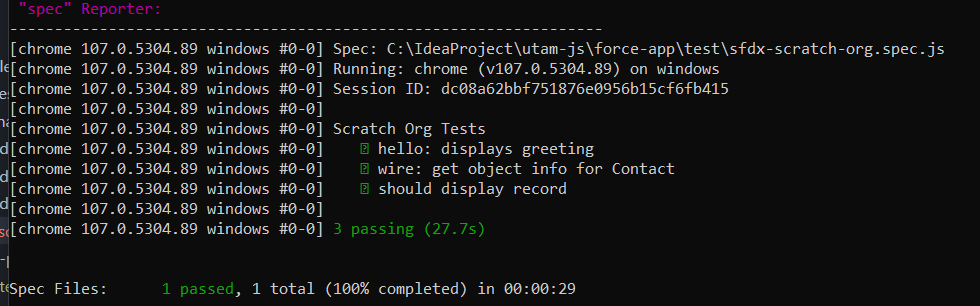 "spec" Reporter:
------------------------------------------------------------------
[chrome 107.0.5304.89 windows #0-0] Spec: C:\IdeaProject\utam-js\force-app\test\sfdx-scratch-org.spec.js
[chrome 107.0.5304.89 windows #0-0] Running: chrome (v107.0.5304.89) on windows
[chrome 107.0.5304.89 windows #0-0] Session ID: dc08a62bbf751876e0956b15cf6fb415
[chrome 107.0.5304.89 windows #0-0]
[chrome 107.0.5304.89 windows #0-0] Scratch Org Tests
[chrome 107.0.5304.89 windows #0-0]    ⍰ hello: displays greeting
[chrome 107.0.5304.89 windows #0-0]    ⍰ wire: get object info for Contact
[chrome 107.0.5304.89 windows #0-0]    ⍰ should display record
[chrome 107.0.5304.89 windows #0-0]
[chrome 107.0.5304.89 windows #0-0] 3 passing (27.7s)
Spec Files:      1 passed, 1 total (100% completed) in 00:00:29